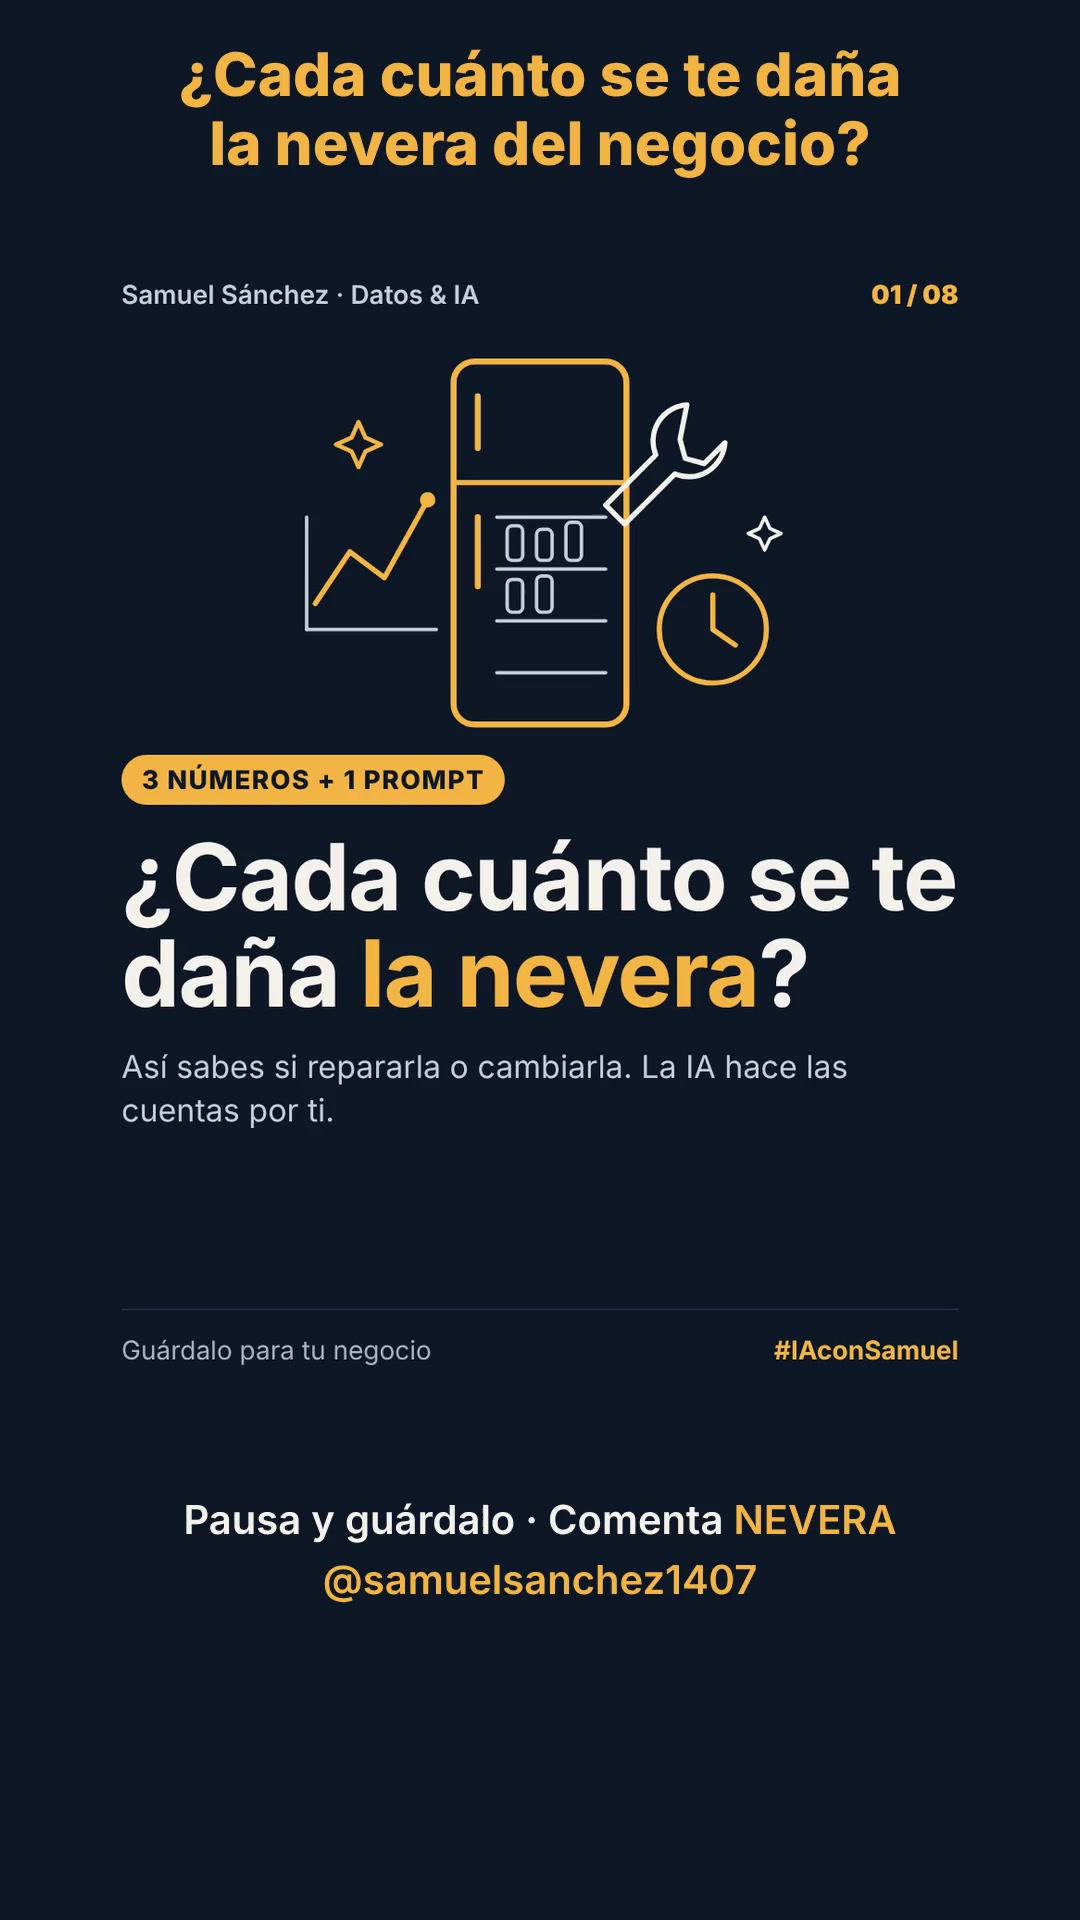 ¿Cada cuánto se te daña
la nevera del negocio?
Samuel Sánchez · Datos & IA
01 / 08
3 NÚMEROS + 1 PROMPT
¿Cada cuánto se te
daña la nevera?
Así sabes si repararla o cambiarla. La IA hace las
cuentas por ti.
Guárdalo para tu negocio
#IAconSamuel
Pausa y guárdalo · Comenta NEVERA
@samuelsanchez1407